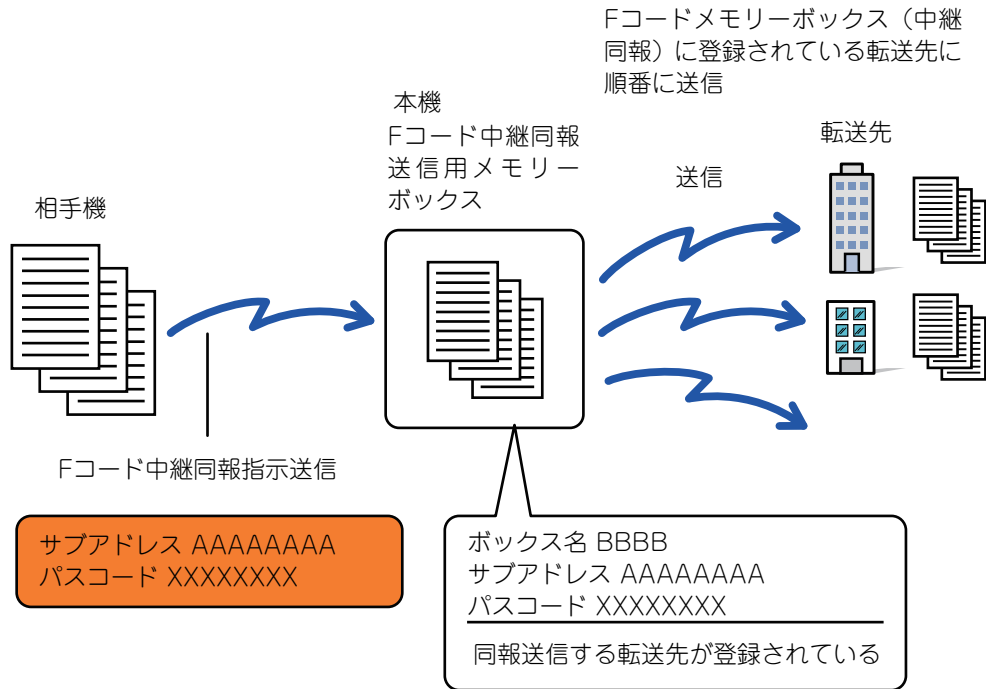 Fコードメモリーボックス（中継
同報）に登録されている転送先に
順番に送信
本機
Fコード中継同報
送信用メモリー
ボックス
転送先
送信
相手機
Fコード中継同報指示送信
サブアドレス AAAAAAAA
パスコード XXXXXXXX
ボックス名 BBBB
サブアドレス AAAAAAAA
パスコード XXXXXXXX
同報送信する転送先が登録されている